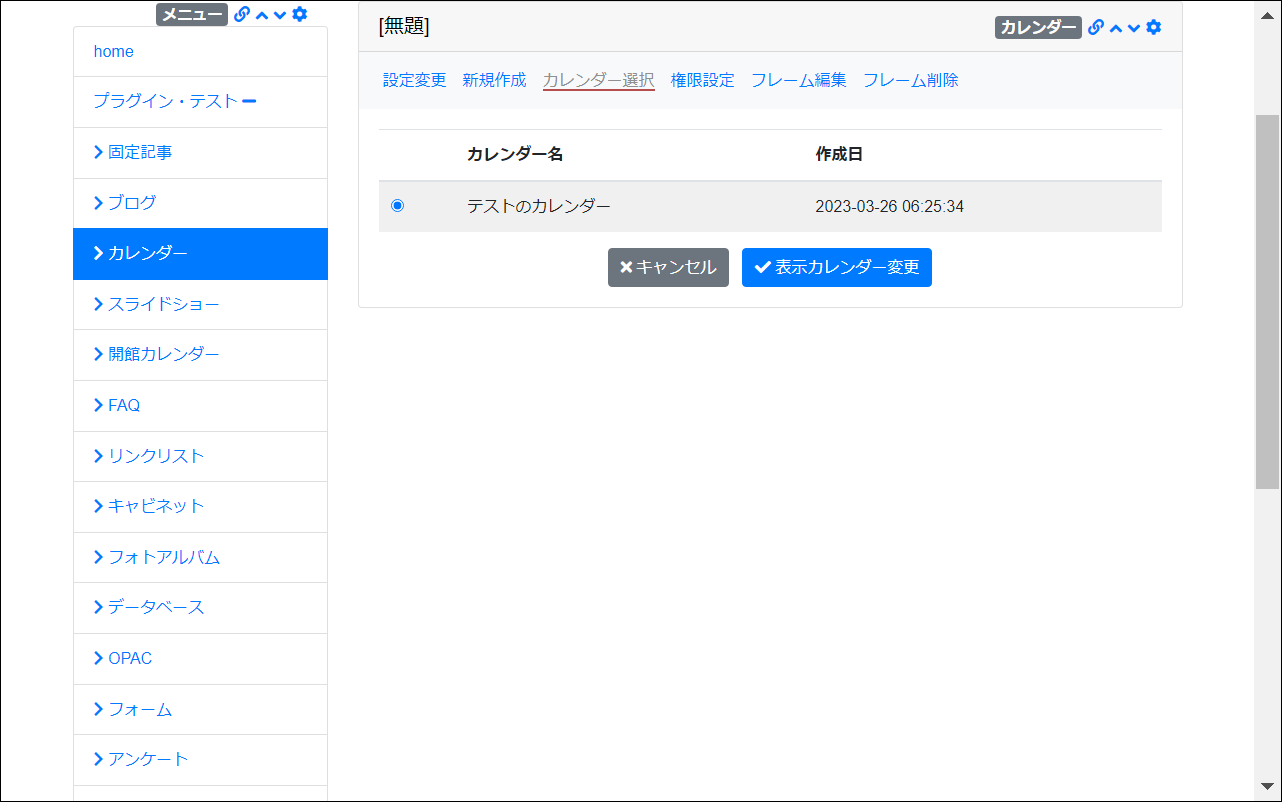 メニュー
home
プラグイン・テスト
固定記事
ブログ
カレンダー
スライドショー
開館カレンダー
FAQ
リンクリスト
キャビネット
フォトアルバム
データベース
OPAC
フォーム
アンケート
[無題] カレンダー
設定変更 新規作成 カレンダー選択 権限設定 フレーム編集 フレーム削除
カレンダー名 作成日
テストのカレンダー 2023-03-26 06:25:34
キャンセル 表示カレンダー変更